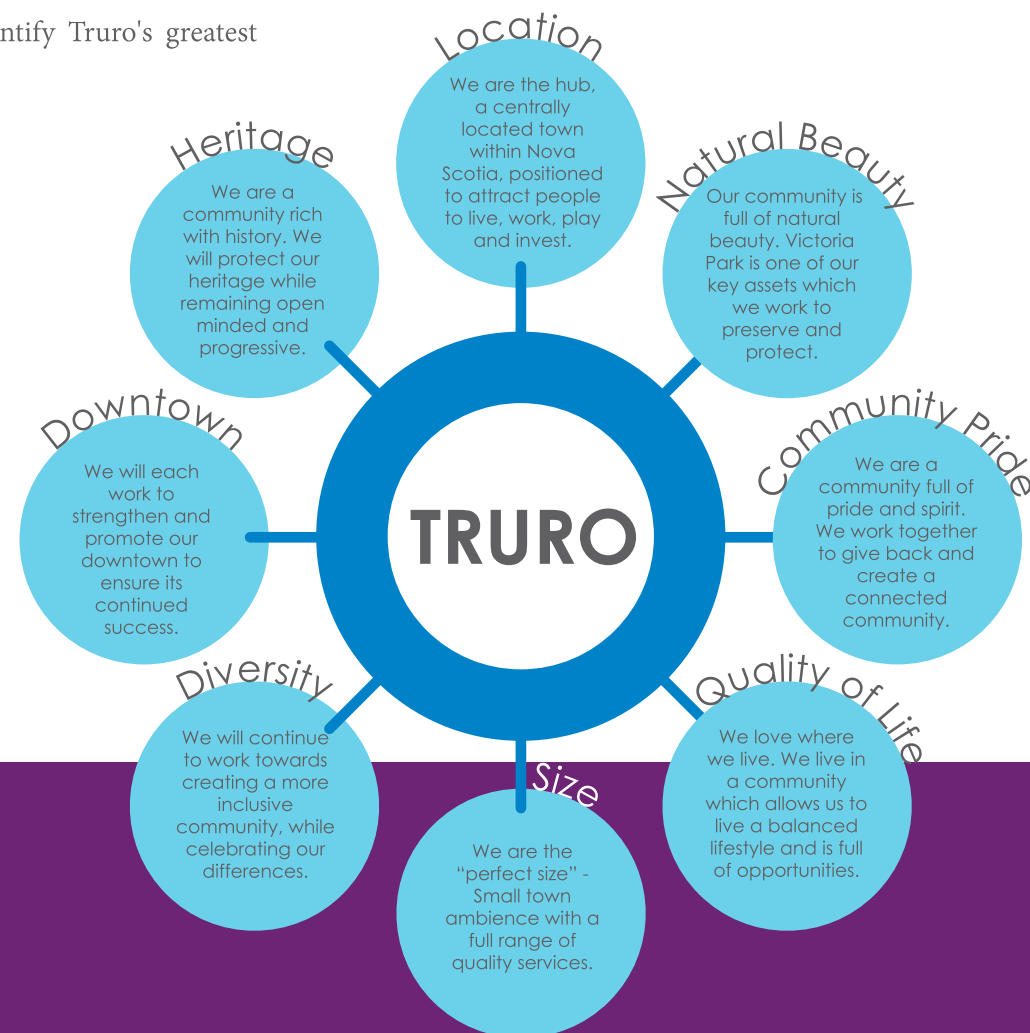 ntify Truro's greatest
Location
We are the hub,
a centrally
located town
within Nova
Scotia, positioned
to attract people
to live, work, play
and invest.
Natural Beauty
Our community is
full of natural
beauty. Victoria
Park is one of our
key assets which
we work to
preserve and
protect.
Community Pride
We are a
community full of
pride and spirit.
We work together
to give back and
create a
connected
community.
Quality of Life
We love where
we live. We live in
a community
which allows us to
live a balanced
lifestyle and is full
of opportunities.
Size
We are the
“perfect size” -
Small town
ambience with a
full range of
quality services.
Diversity
We will continue
to work towards
creating a more
inclusive
community, while
celebrating our
differences.
Downtown
We will each
work to
strengthen and
promote our
downtown to
ensure its
continued
success.
Heritage
We are a
community rich
with history. We
will protect our
heritage while
remaining open
minded and
progressive.
TRURO